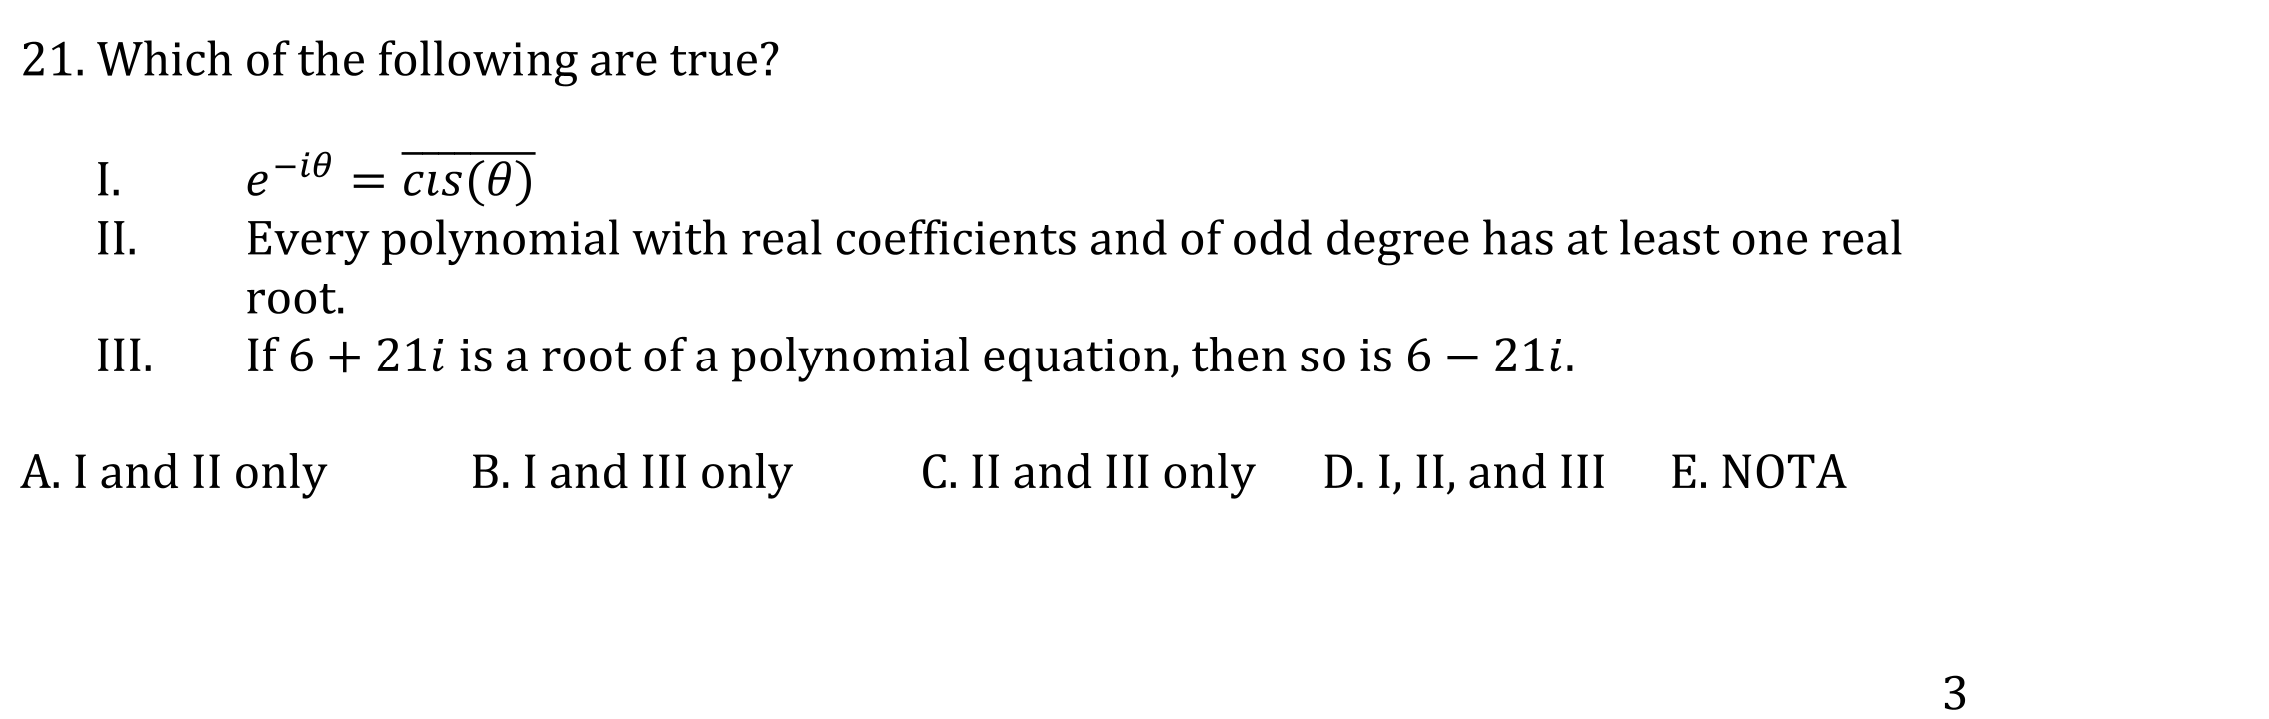 21. Which of the following are true?
I. $e^{-i\theta} = \overline{cis(\theta)}$
II. Every polynomial with real coefficients and of odd degree has at least one real
root.
III. If $6 + 21i$ is a root of a polynomial equation, then so is $6 - 21i$.
A. I and II only B. I and III only C. II and III only D. I, II, and III E. NOTA
3